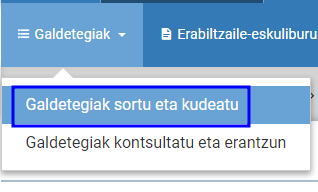 Galdetegiak Erabiltzaile-eskuliburu
Galdetegiak sortu eta kudeatu
Galdetegiak kontsultatu eta erantzun